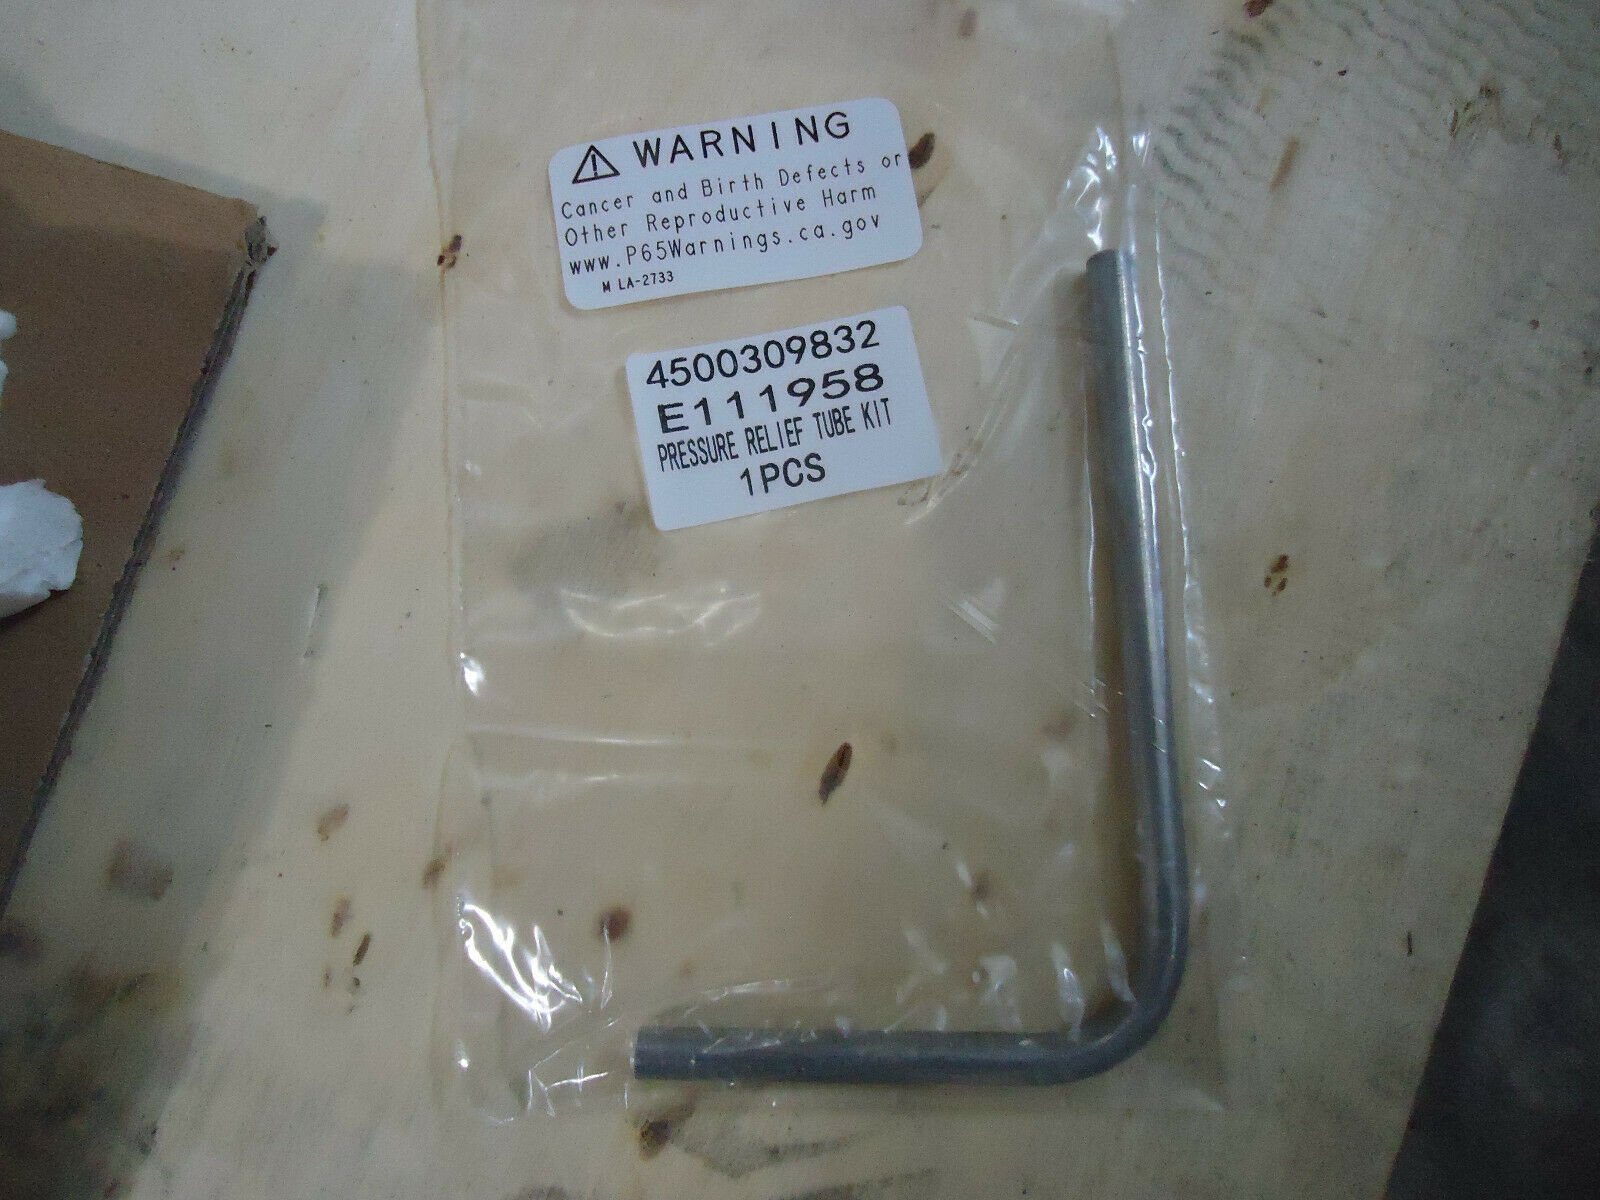 WARNING
Cancer and Birth Defects or
Other Reproductive Harm
www.P65Warnings.ca.gov
M LA-2733
4500309832
E111958
PRESSURE RELIEF TUBE KIT
1PCS